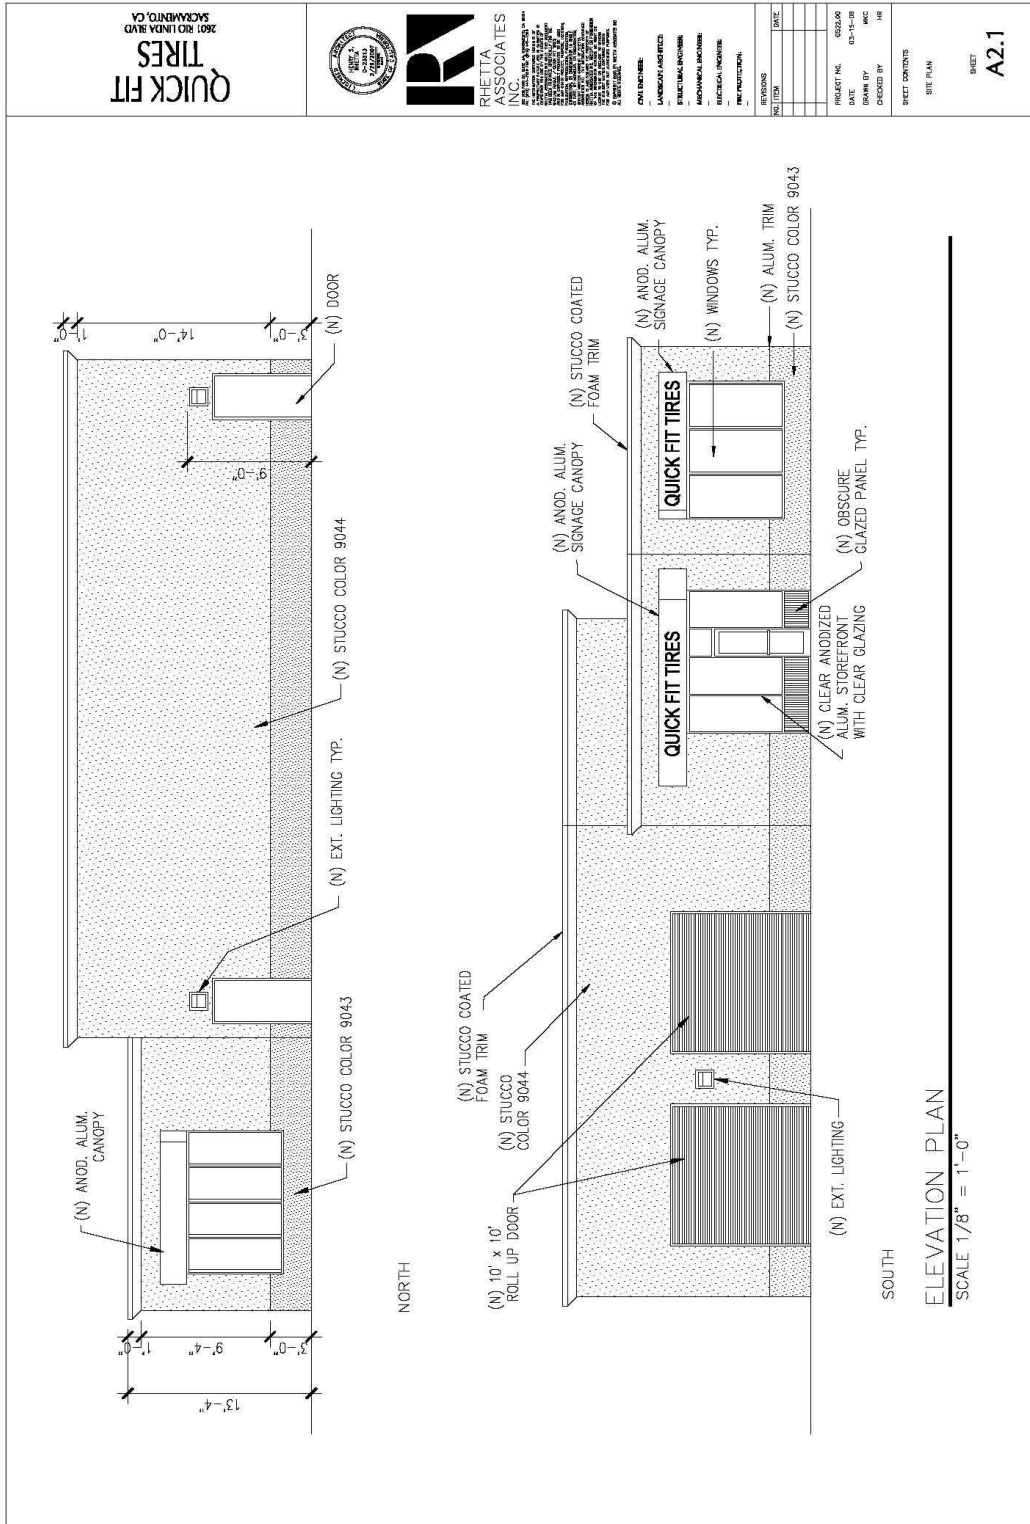 QUICK FIT
TIRES
2601 RIO LINDA BLVD
SACRAMENTO, CA
RHETTA
ASSOCIATES
INC.
CIVIL ENGINEER:
-
LANDSCAPE ARCHITECT:
-
STRUCTURAL ENGINEER:
-
MECHANICAL ENGINEER:
-
ELECTRICAL ENGINEER:
-
FIRE PROTECTION:
-
REVISIONS
NO. ITEM DATE
PROJECT NO.
DATE 03-15-08
DRAWN BY
CHECKED BY HR
SHEET CONTENTS
SITE PLAN
SHEET
A2.1
(N) ANOD. ALUM.
CANOPY
(N) STUCCO COLOR 9043
(N) EXT. LIGHTING TYP.
(N) STUCCO COLOR 9044
(N) DOOR
13'-4"
1'-0"
9'-4"
3'-0"
9'-0"
1'-0"
14'-0"
3'-0"
NORTH
(N) 10' x 10'
ROLL UP DOOR
(N) STUCCO
COLOR 9044
(N) STUCCO COATED
FOAM TRIM
(N) ANOD. ALUM.
SIGNAGE CANOPY
(N) STUCCO COATED
FOAM TRIM
(N) ANOD. ALUM.
SIGNAGE CANOPY
(N) WINDOWS TYP.
(N) ALUM. TRIM
(N) STUCCO COLOR 9043
QUICK FIT TIRES
QUICK FIT TIRES
(N) EXT. LIGHTING
(N) CLEAR ANODIZED
ALUM. STOREFRONT
WITH CLEAR GLAZING
(N) OBSCURE
GLAZED PANEL TYP.
SOUTH
ELEVATION PLAN
SCALE 1/8" = 1'-0"